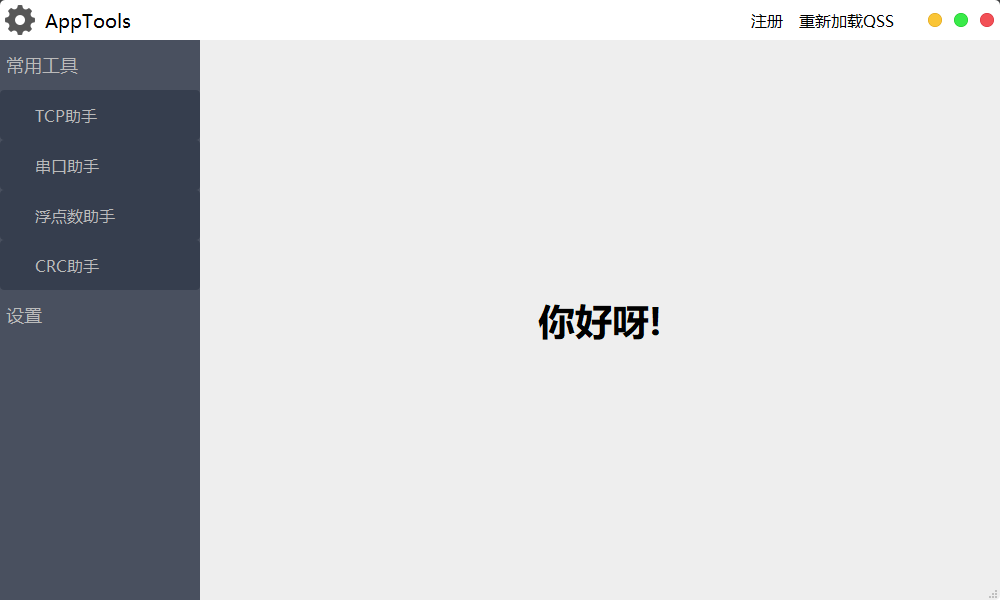 AppTools
注册 重新加载QSS
常用工具
TCP助手
串口助手
浮点数助手
CRC助手
设置
你好呀!